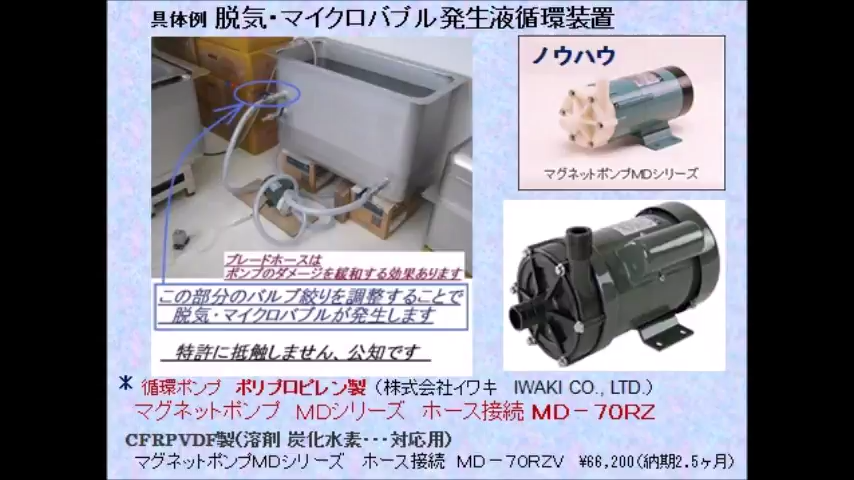 具体例 脱気・マイクロバブル発生液循環装置
ノウハウ
マグネットポンプMDシリーズ
ブレードホースは
ポンプのダメージを緩和する効果あります
この部分のバルブ絞りを調整することで
脱気・マイクロバブルが発生します
特許に抵触しません、公知です
* 循環ポンプ ポリプロピレン製 (株式会社イワキ IWAKI CO., LTD.)
マグネットポンプ MDシリーズ ホース接続 MD-70RZ
CFRPVDF製(溶剤 炭化水素・・・対応用)
マグネットポンプMDシリーズ ホース接続 MD-70RZV ¥66,200(納期2.5ヶ月)